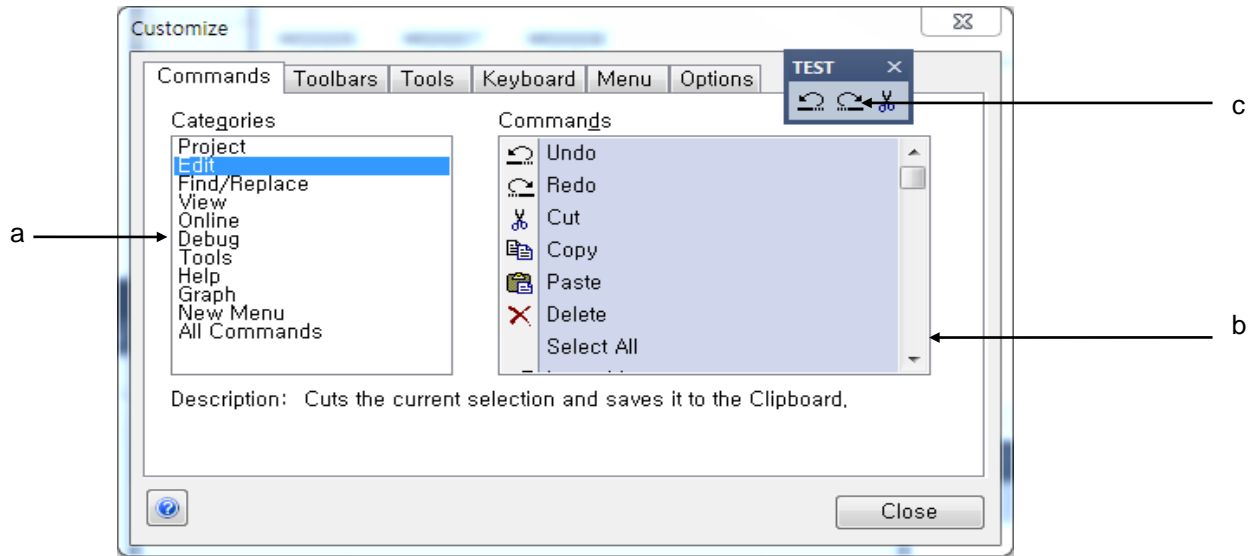 Customize
Commands Toolbars Tools Keyboard Menu Options
TEST
c
Categories
Commands
Project
Edit
Find/Replace
View
Online
Debug
Tools
Help
Graph
New Menu
All Commands
a
Undo
Redo
Cut
Copy
Paste
Delete
Select All
b
Description: Cuts the current selection and saves it to the Clipboard,
Close